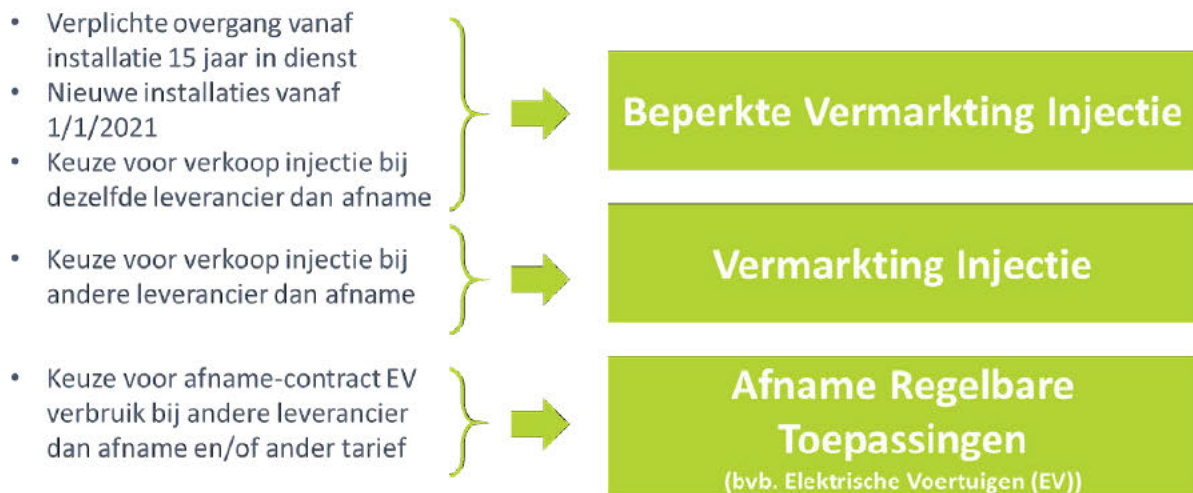 • Verplichte overgang vanaf
installatie 15 jaar in dienst
• Nieuwe installaties vanaf
1/1/2021
• Keuze voor verkoop injectie bij
dezelfde leverancier dan afname
Beperkte Vermarkting Injectie
• Keuze voor verkoop injectie bij
andere leverancier dan afname
Vermarkting Injectie
• Keuze voor afname-contract EV
verbruik bij andere leverancier
dan afname en/of ander tarief
Afname Regelbare
Toepassingen
(bvb. Elektrische Voertuigen (EV))